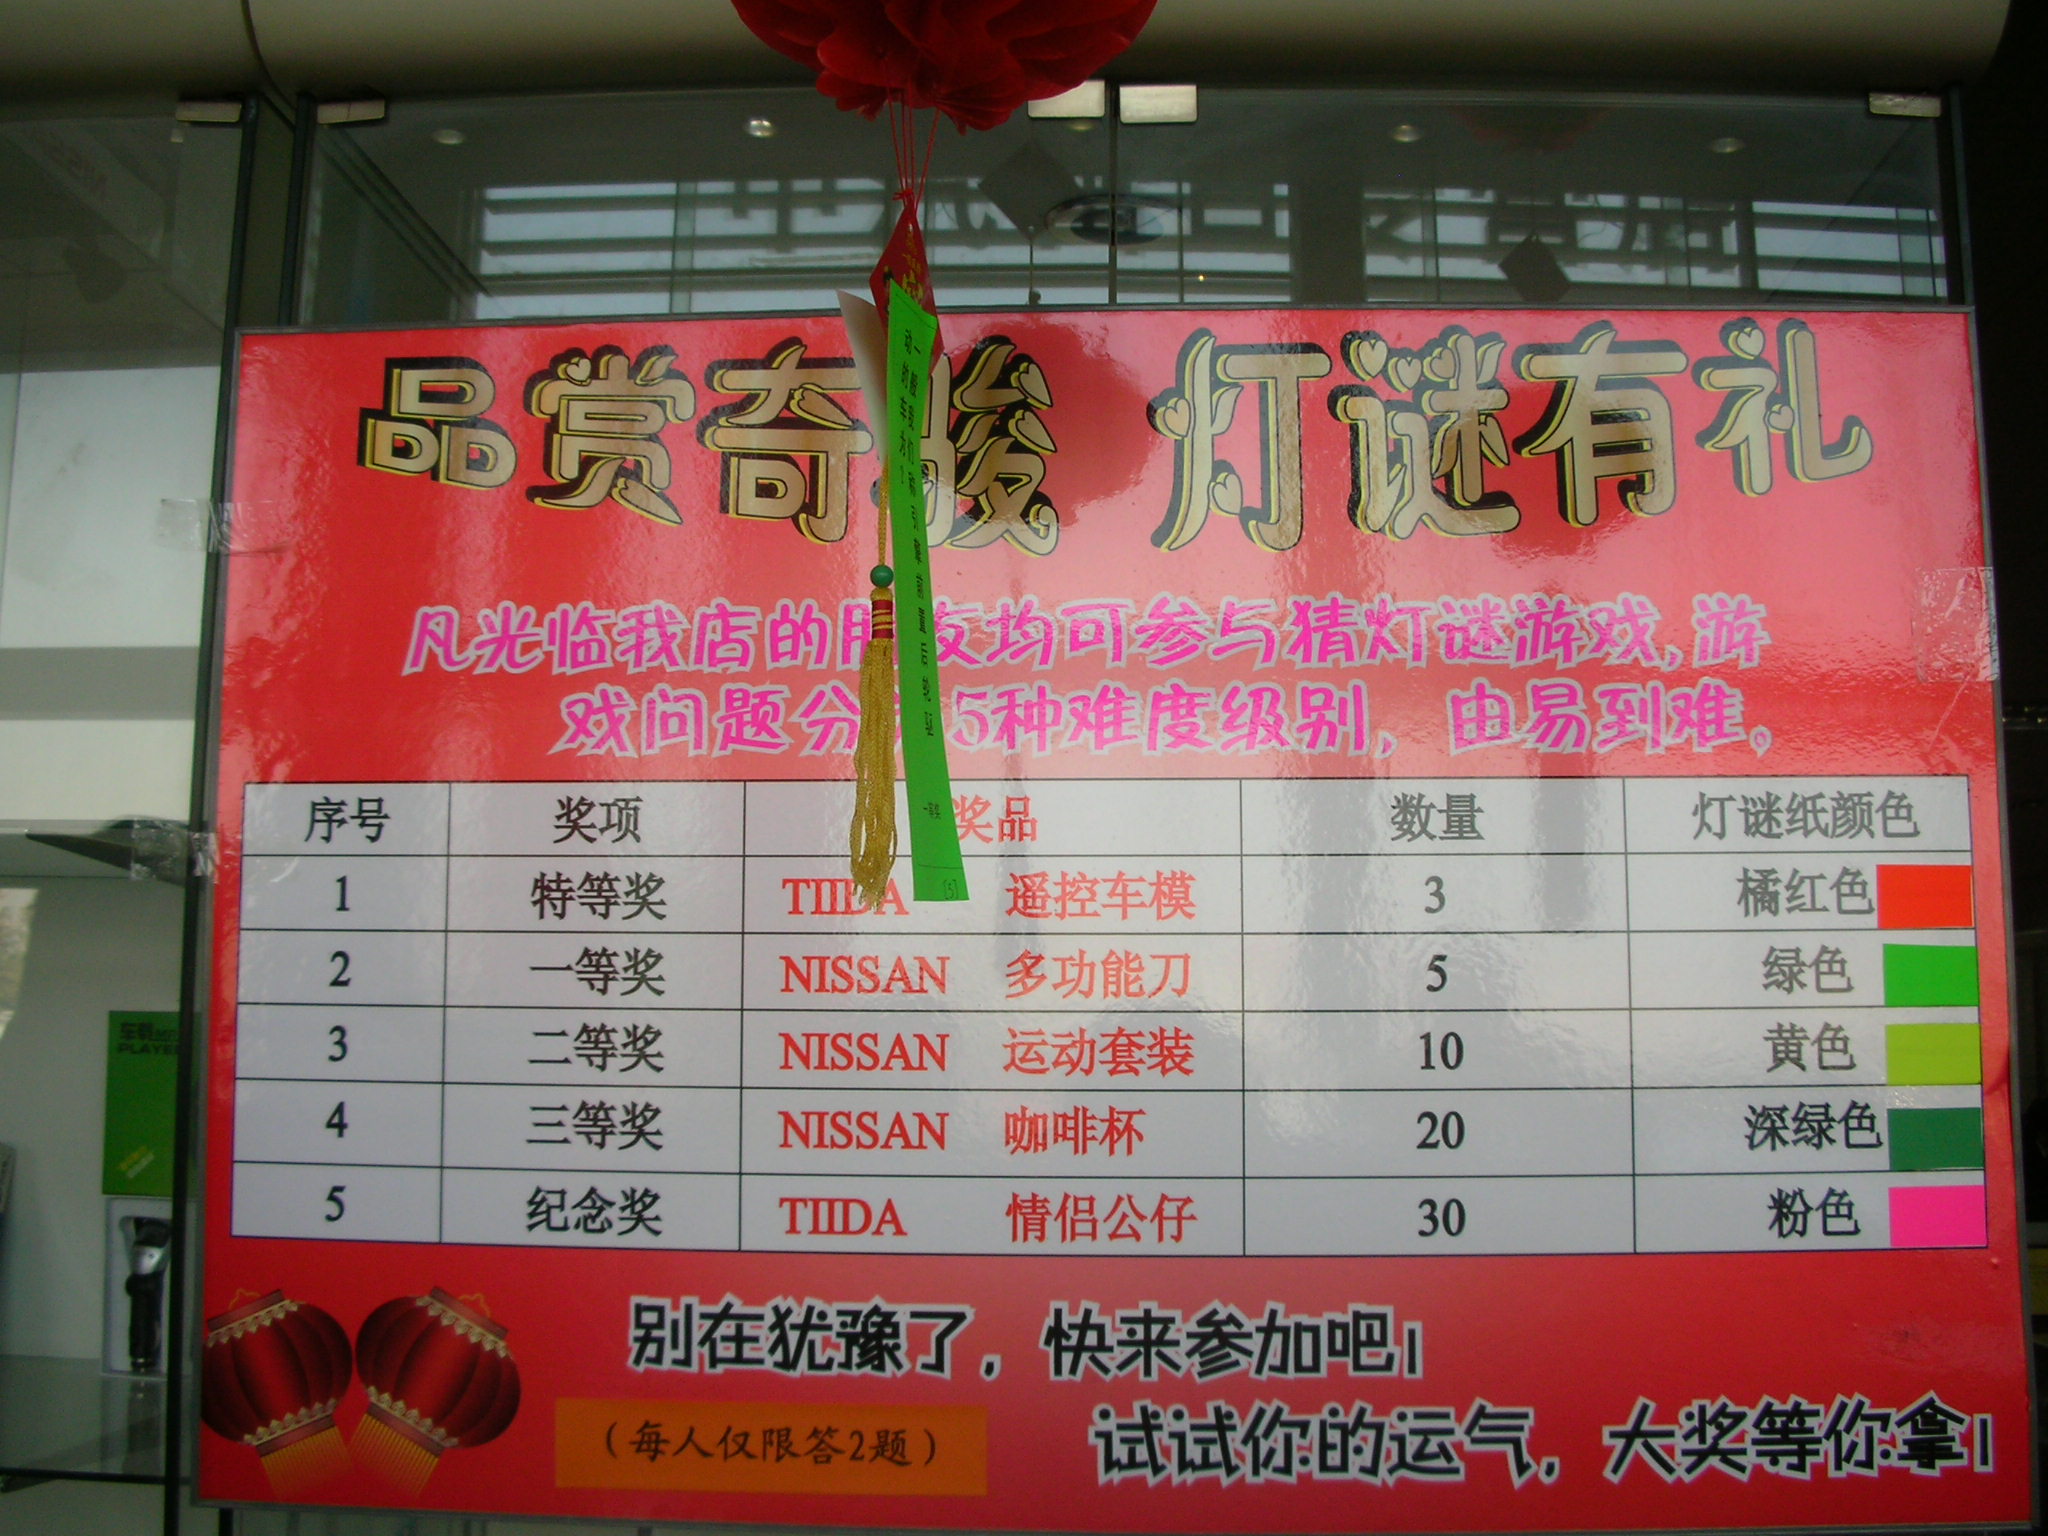 品赏奇骏 灯谜有礼
凡光临我店的朋友均可参与猜灯谜游戏,游
戏问题分 5种难度级别,由易到难。
序号 奖项 奖品 数量 灯谜纸颜色
1 特等奖 TIIDA 遥控车模 3 橘红色
2 一等奖 NISSAN 多功能刀 5 绿色
3 二等奖 NISSAN 运动套装 10 黄色
4 三等奖 NISSAN 咖啡杯 20 深绿色
5 纪念奖 TIIDA 情侣公仔 30 粉色
别在犹豫了,快来参加吧!
(每人仅限答2题)
试试你的运气,大奖等你拿!
一等奖
PLAYER